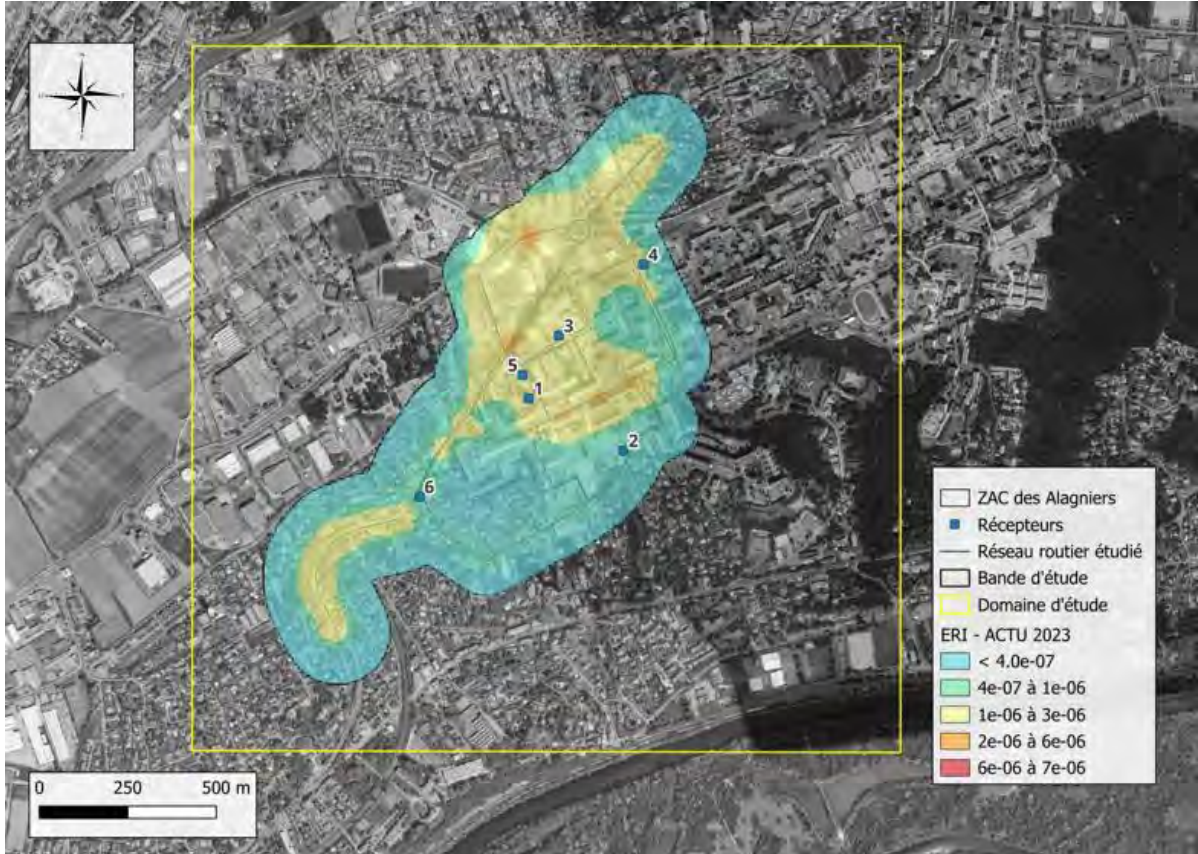 4
3
5
1
2
6
ZAC des Alagniers
Récepteurs
Réseau routier étudié
Bande d'étude
Domaine d'étude
ERI - ACTU 2023
< 4.0e-07
4e-07 à 1e-06
1e-06 à 3e-06
2e-06 à 6e-06
6e-06 à 7e-06
0 250 500 m